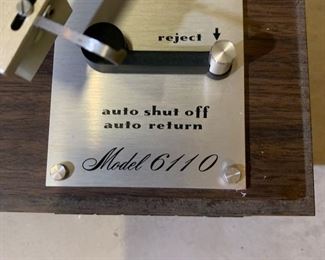 reject ↓
auto shut off
auto return
Model 6110